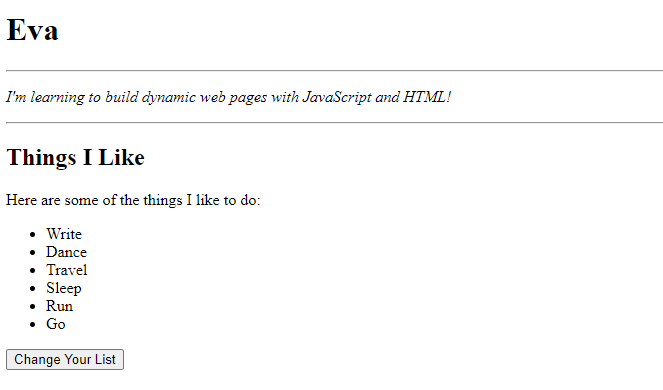 Eva
I'm learning to build dynamic web pages with JavaScript and HTML!
Things I Like
Here are some of the things I like to do:
Write
Dance
Travel
Sleep
Run
Go
Change Your List